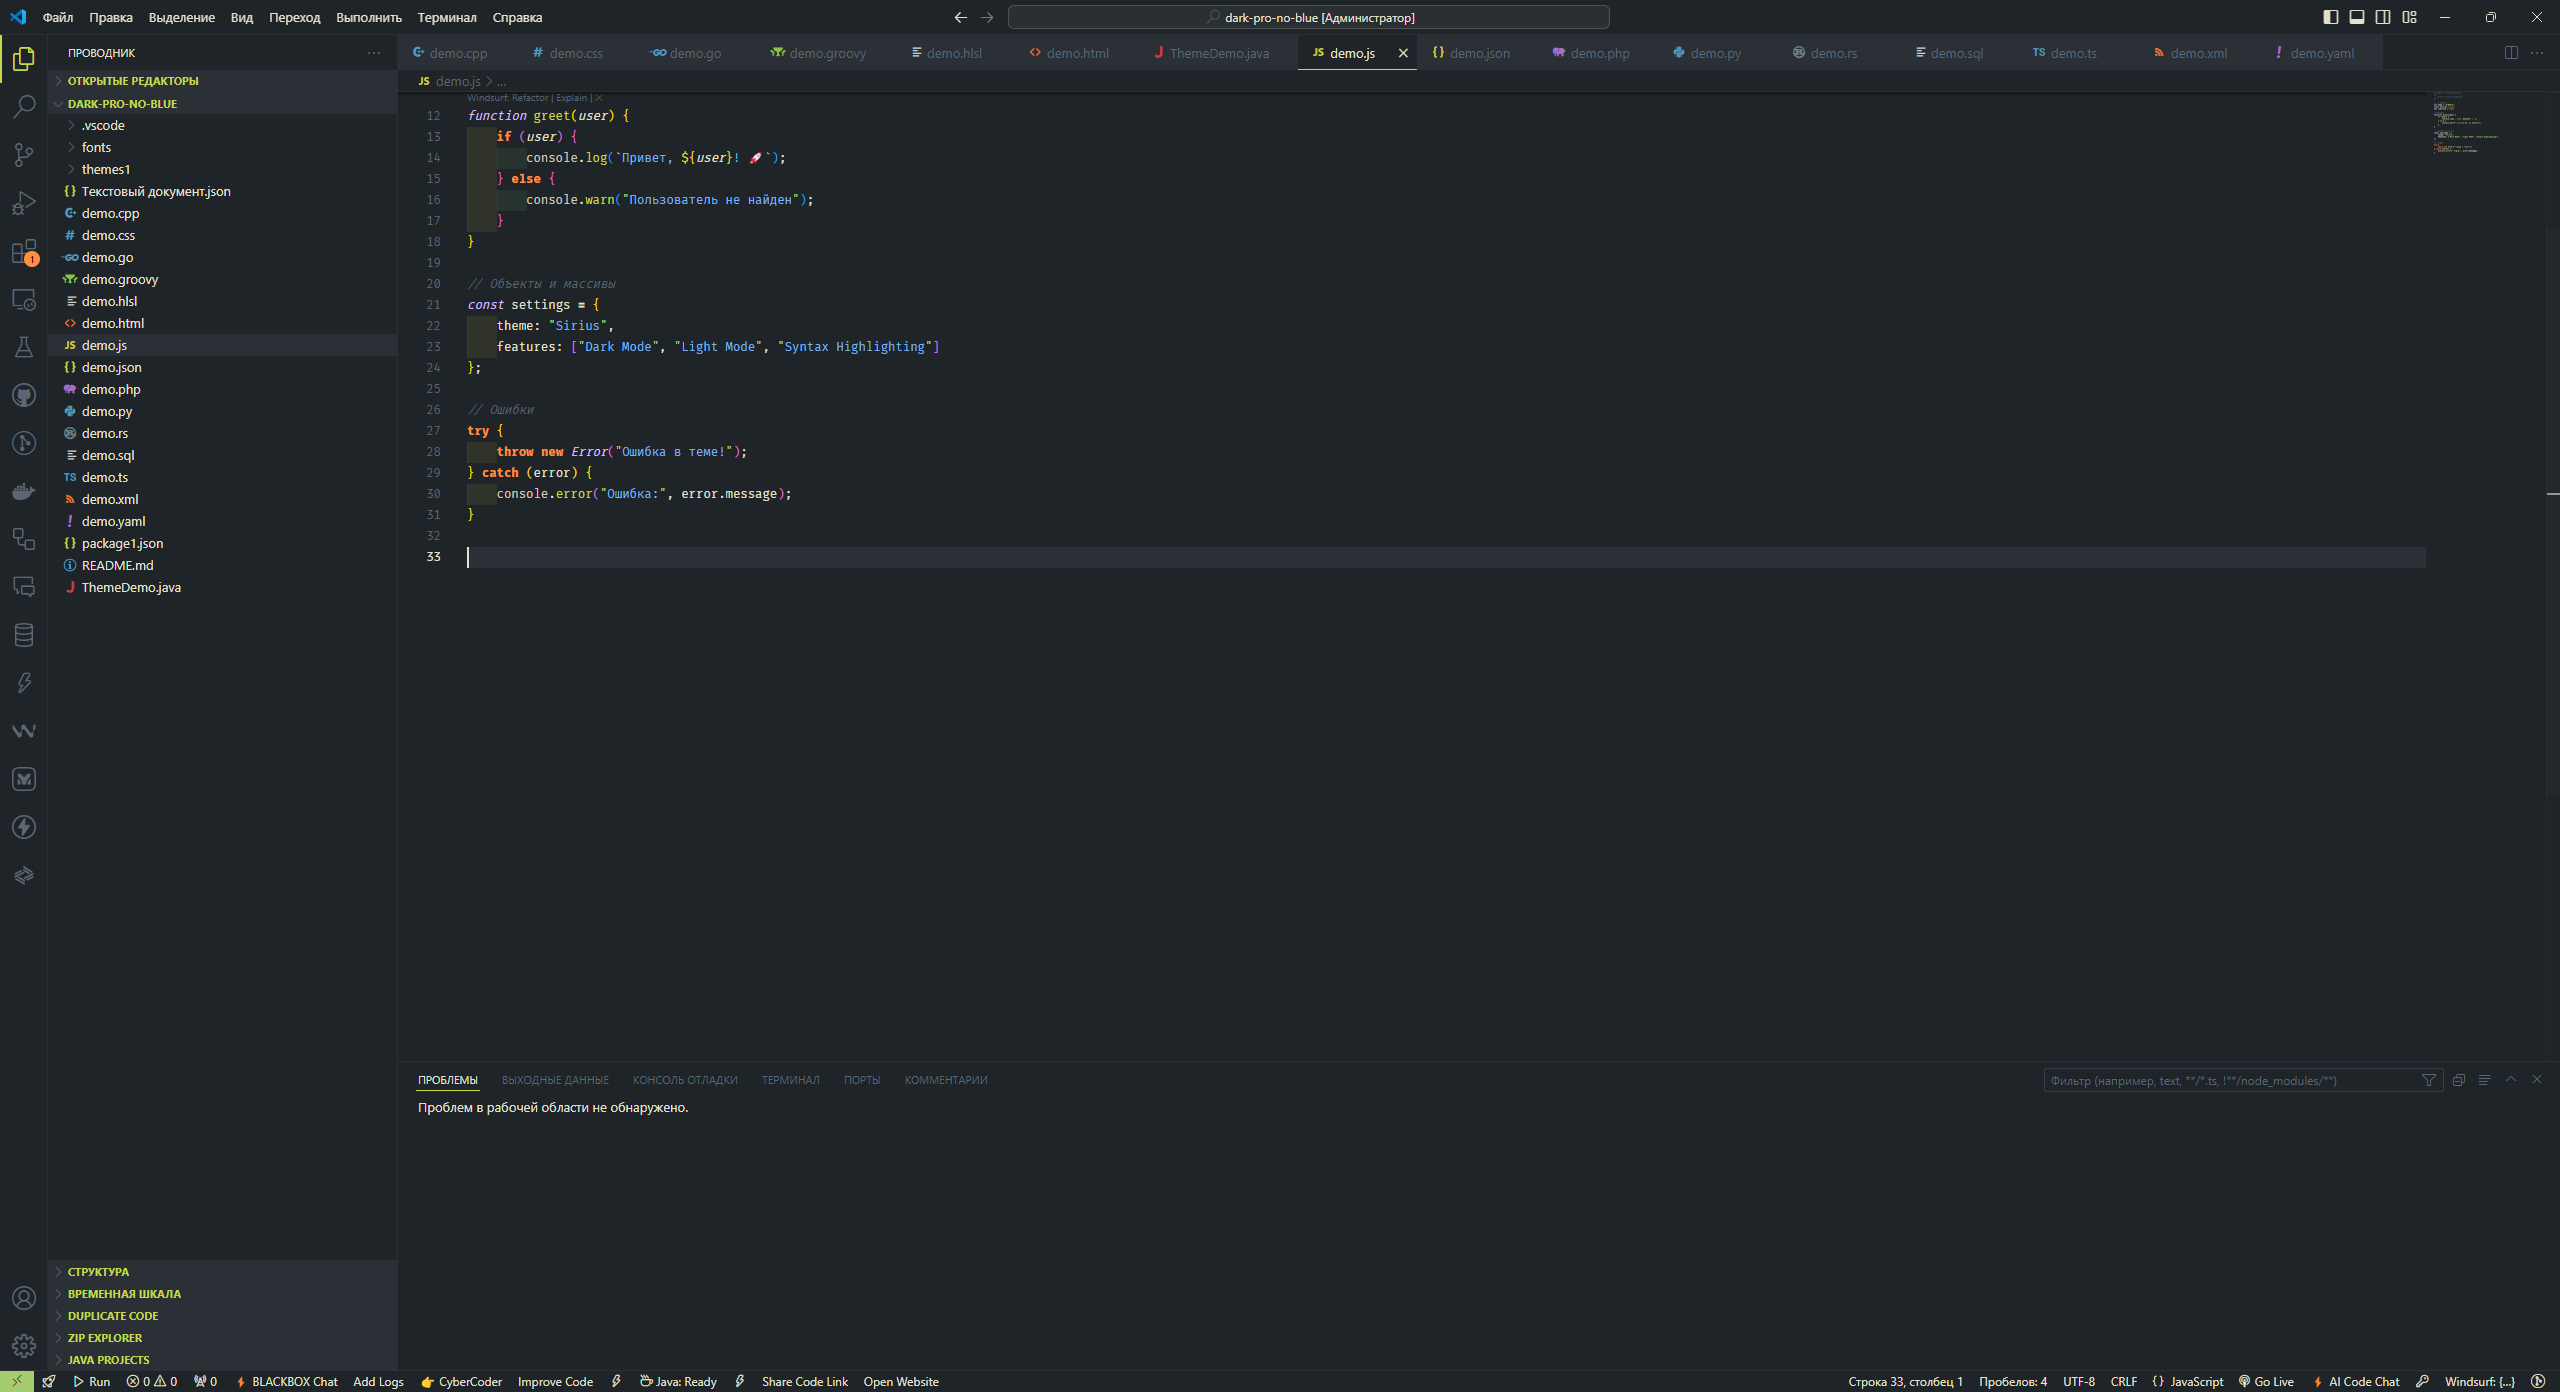 Файл Правка Выделение Вид Переход Выполнить Терминал Справка
dark-pro-no-blue [Администратор]
ПРОВОДНИК
ОТКРЫТЫЕ РЕДАКТОРЫ
DARK-PRO-NO-BLUE
.vscode
fonts
themes1
Текстовый документ.json
demo.cpp
demo.css
demo.go
demo.groovy
demo.hlsl
demo.html
JS demo.js
demo.json
demo.php
demo.py
demo.rs
demo.sql
TS demo.ts
demo.xml
demo.yaml
package1.json
README.md
J ThemeDemo.java
СТРУКТУРА
ВРЕМЕННАЯ ШКАЛА
DUPLICATE CODE
ZIP EXPLORER
JAVA PROJECTS
demo.cpp # demo.css GO demo.go demo.groovy demo.hlsl <> demo.html J ThemeDemo.java JS demo.js {} demo.json demo.php demo.py demo.rs demo.sql TS demo.ts demo.xml ! demo.yaml
JS demo.js > ...
Windsurf: Refactor | Explain | ×
12 function greet(user) {
13 if (user) {
14 console.log(`Привет, ${user}! 🚀`);
15 } else {
16 console.warn("Пользователь не найден");
17 }
18 }
19
20 // Объекты и массивы
21 const settings = {
22 theme: "Sirius",
23 features: ["Dark Mode", "Light Mode", "Syntax Highlighting"]
24 };
25
26 // Ошибки
27 try {
28 throw new Error("Ошибка в теме!");
29 } catch (error) {
30 console.error("Ошибка:", error.message);
31 }
32
33
ПРОБЛЕМЫ ВЫХОДНЫЕ ДАННЫЕ КОНСОЛЬ ОТЛАДКИ ТЕРМИНАЛ ПОРТЫ КОММЕНТАРИИ
Фильтр (например, text, **/*.ts, !**/node_modules/**)
Проблем в рабочей области не обнаружено.
Run 0 0 0 BLACKBOX Chat Add Logs 👉 CyberCoder Improve Code Java: Ready Share Code Link Open Website
Строка 33, столбец 1 Пробелов: 4 UTF-8 CRLF {} JavaScript Go Live AI Code Chat Windsurf: {...}